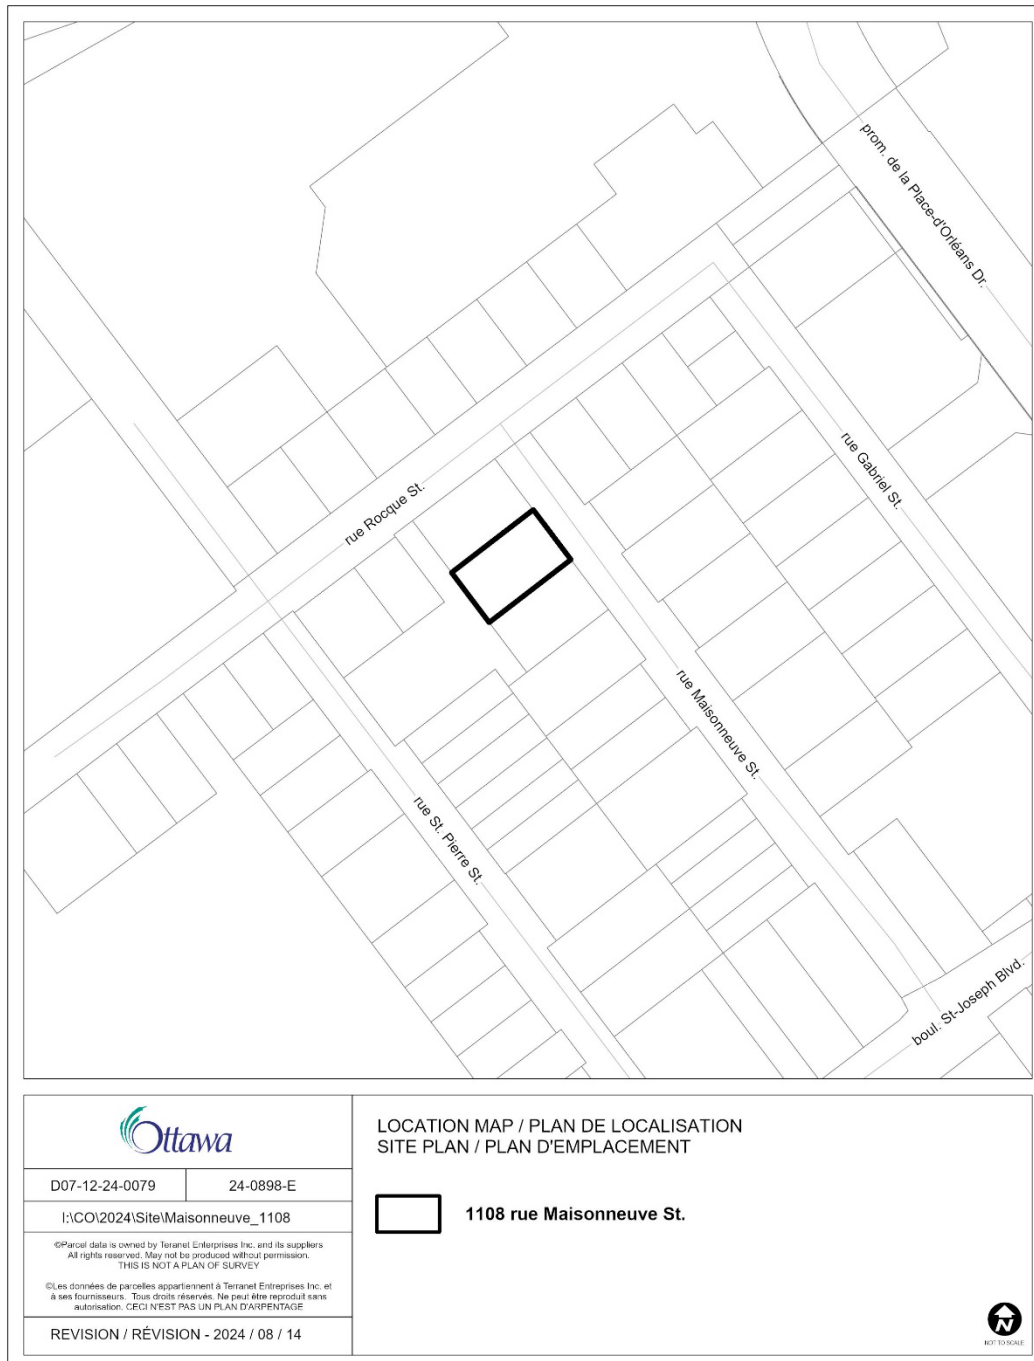 prom. de la Place-d'Orléans Dr.
rue Gabriel St.
rue Rocque St.
rue Maisonneuve St.
rue St. Pierre St.
boul. St-Joseph Blvd.
Ottawa
D07-12-24-0079
24-0898-E
I:\CO\2024\Site\Maisonneuve_1108
©Parcel data is owned by Teranet Enterprises Inc. and its suppliers
All rights reserved. May not be produced without permission.
THIS IS NOT A PLAN OF SURVEY
©Les données de parcelles appartiennent à Terranet Entreprises Inc. et
à ses fournisseurs. Tous droits réservés. Ne peut être reproduit sans
autorisation. CECI N'EST PAS UN PLAN D'ARPENTAGE
REVISION / RÉVISION - 2024 / 08 / 14
LOCATION MAP / PLAN DE LOCALISATION
SITE PLAN / PLAN D'EMPLACEMENT
1108 rue Maisonneuve St.
N
NOT TO SCALE